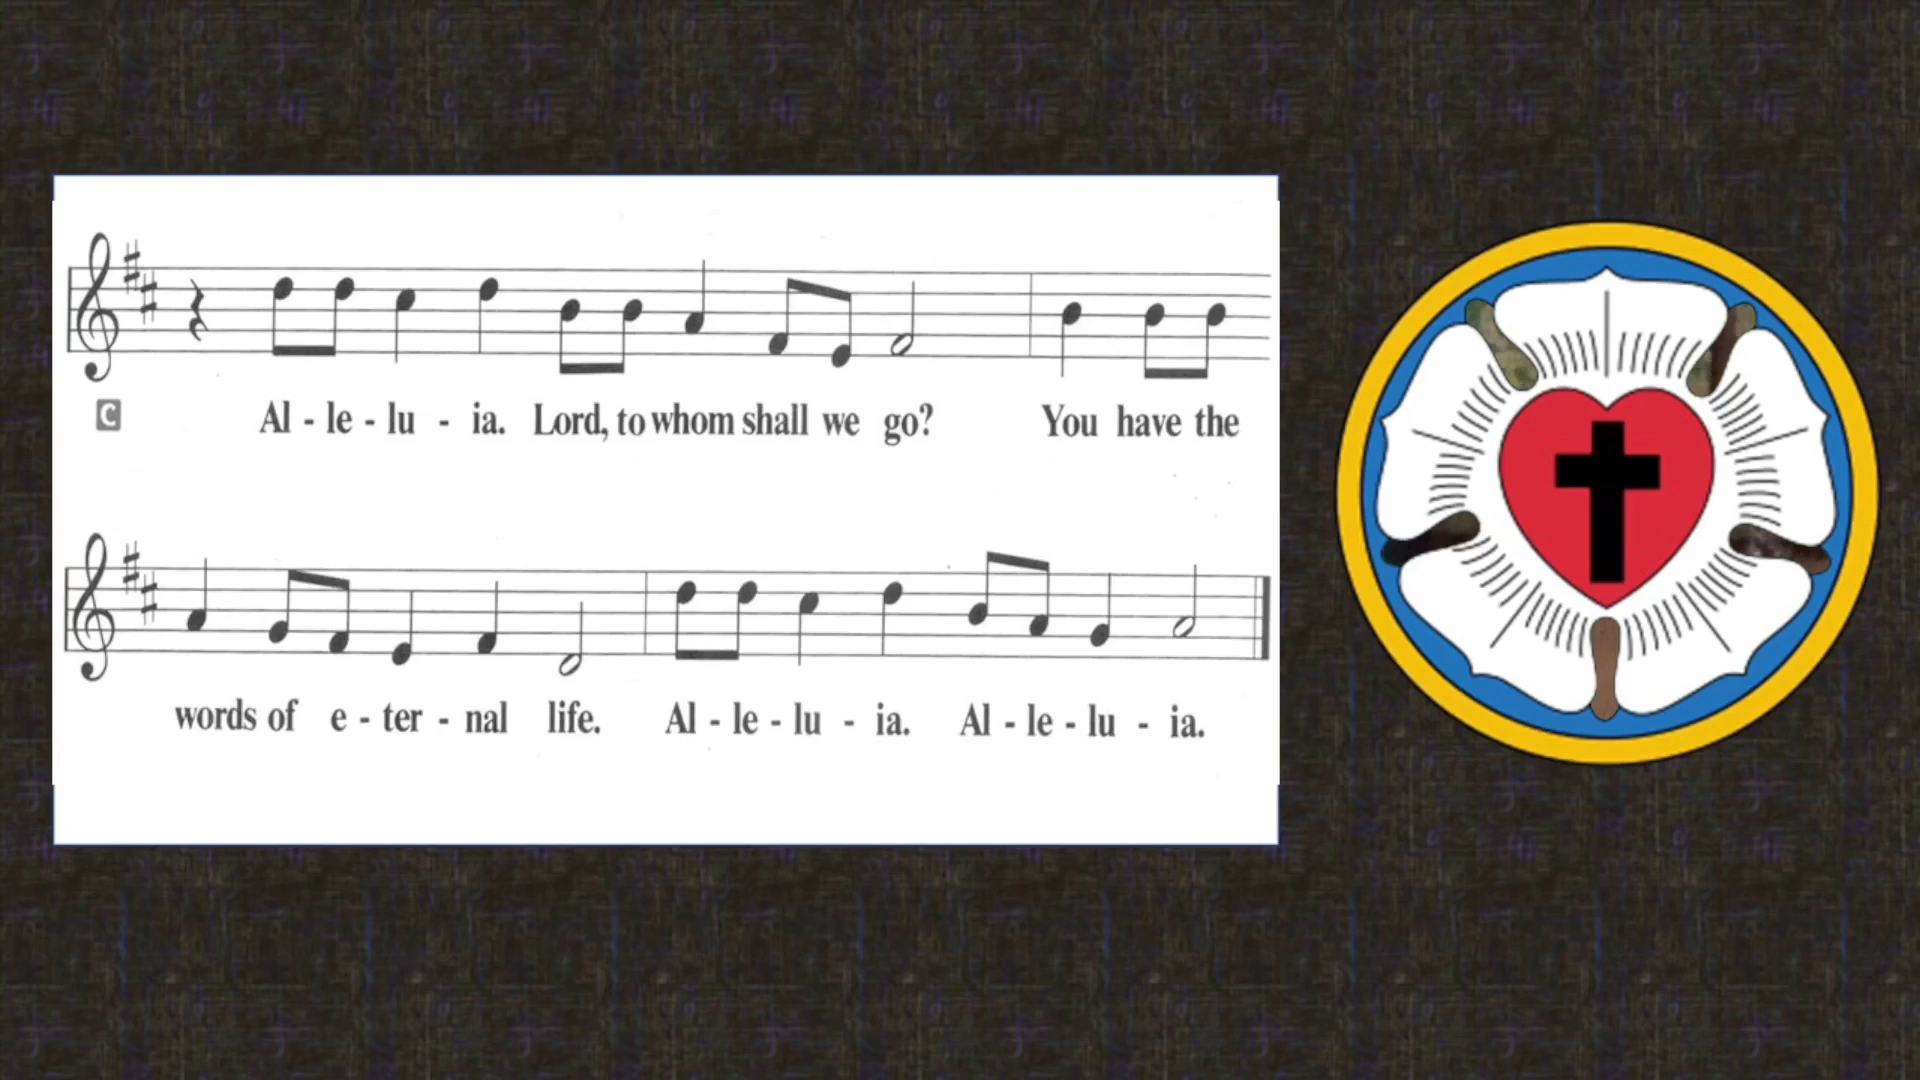 C Al - le - lu - ia. Lord, to whom shall we go? You have the
words of e - ter - nal life. Al - le - lu - ia. Al - le - lu - ia.